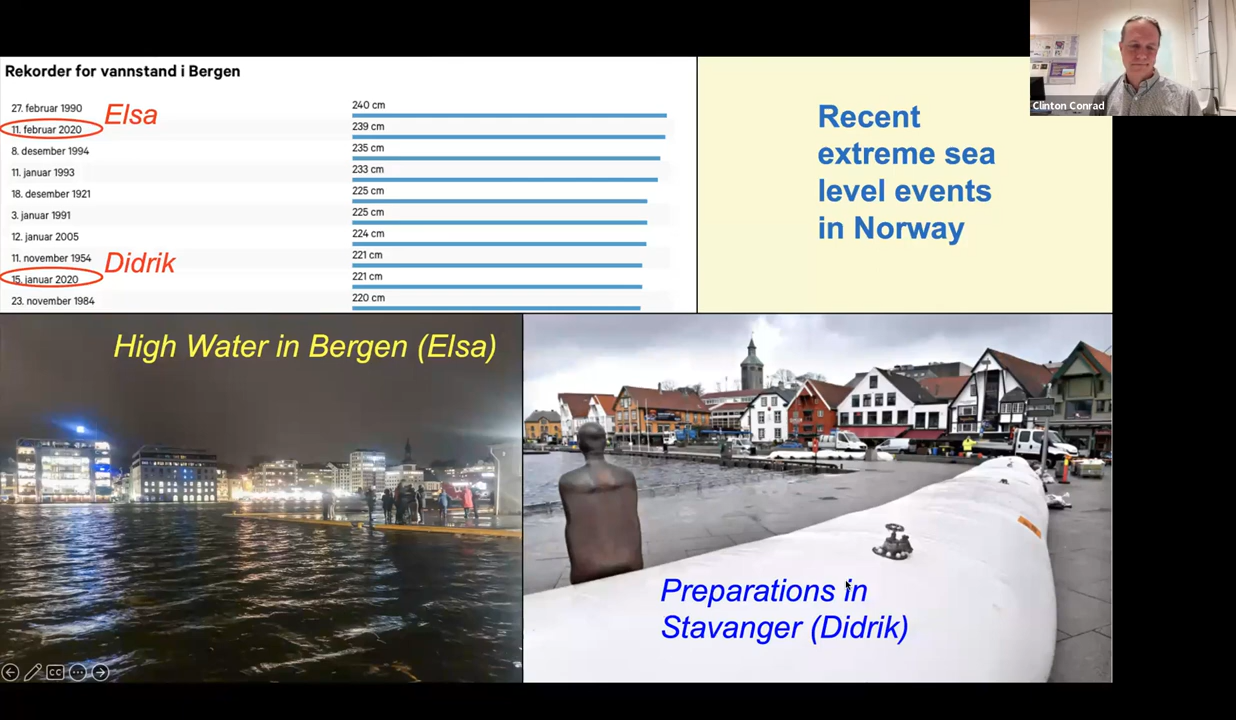 Rekorder for vannstand i Bergen
27. februar 1990 240 cm
Elsa
11. februar 2020 239 cm
8. desember 1994 235 cm
11. januar 1993 233 cm
18. desember 1921 225 cm
3. januar 1991 225 cm
12. januar 2005 224 cm
11. november 1954 221 cm
Didrik
15. januar 2020 221 cm
23. november 1984 220 cm
Recent
extreme sea
level events
in Norway
Clinton Conrad
High Water in Bergen (Elsa)
Preparations in
Stavanger (Didrik)
CC